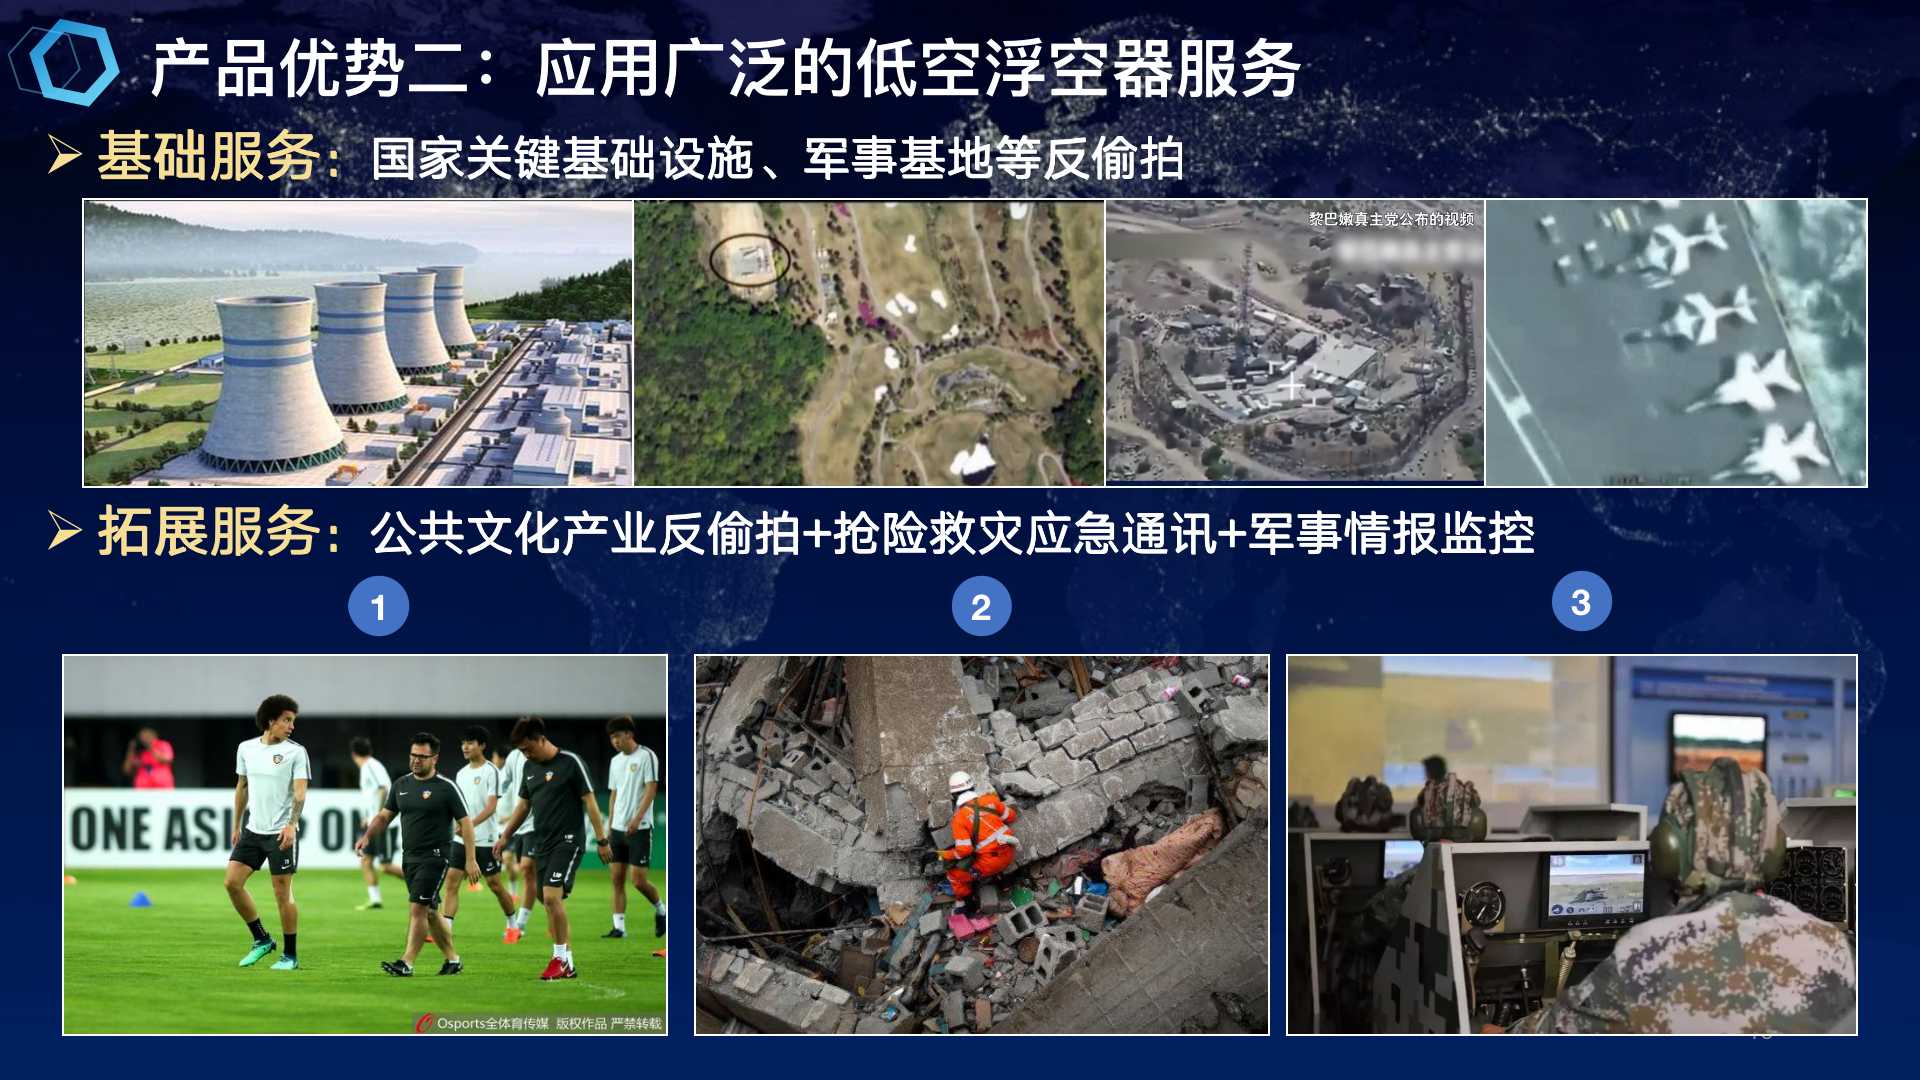 产品优势二：应用广泛的低空浮空器服务
基础服务：国家关键基础设施、军事基地等反偷拍
黎巴嫩真主党公布的视频
拓展服务：公共文化产业反偷拍+抢险救灾应急通讯+军事情报监控
1
2
3
ONE ASI
ON
Osports全体育传媒 版权作品 严禁转载